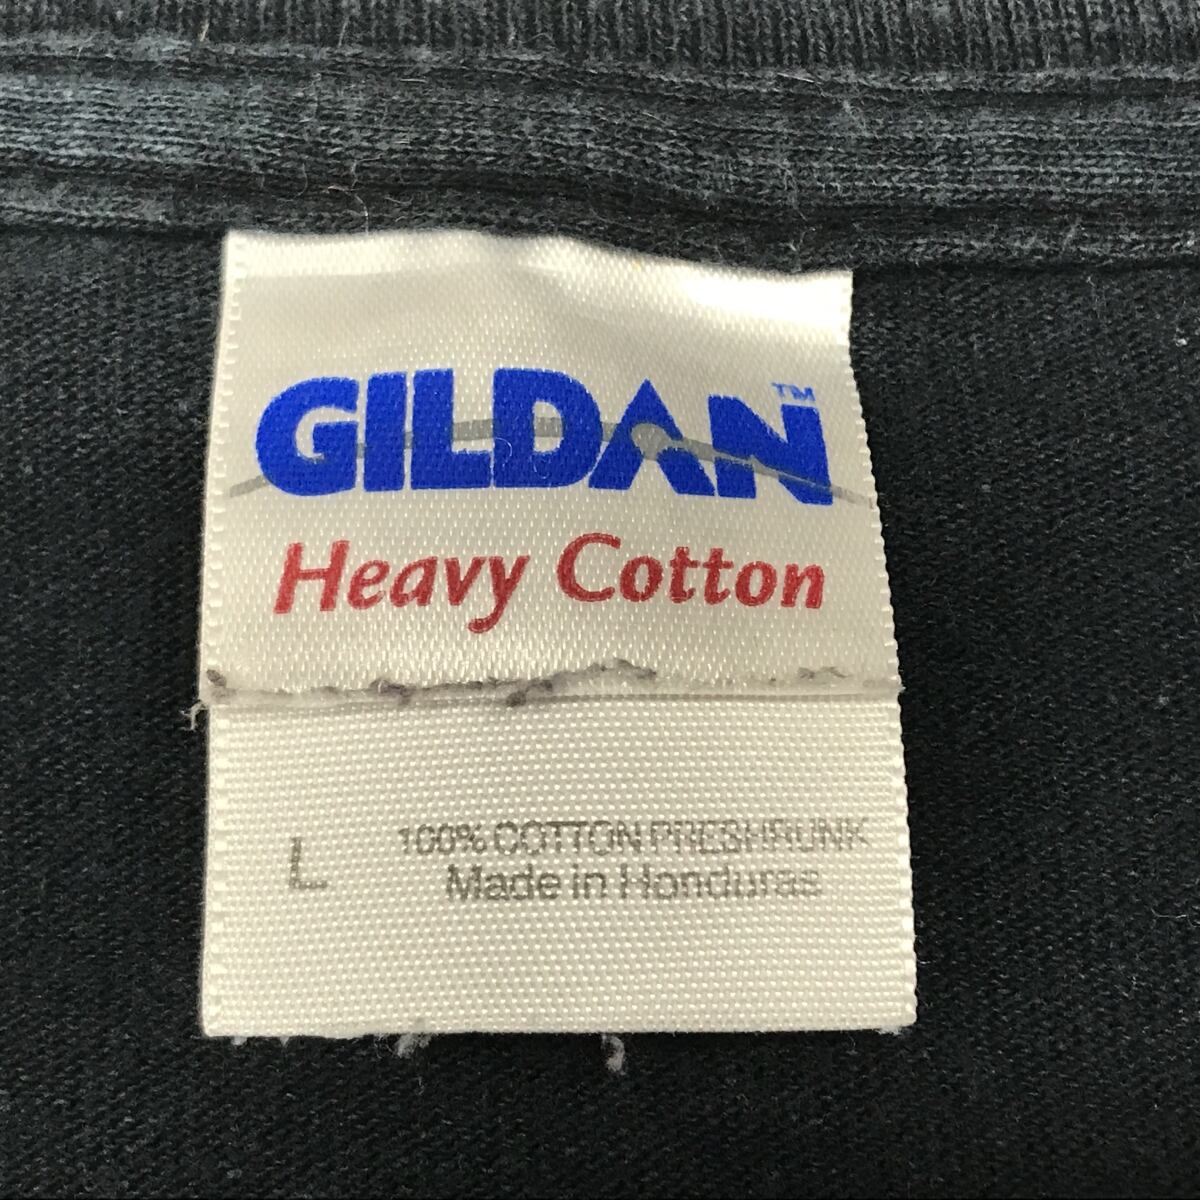 GILDAN™
Heavy Cotton
L
100% COTTON PRESHRUNK
Made in Honduras